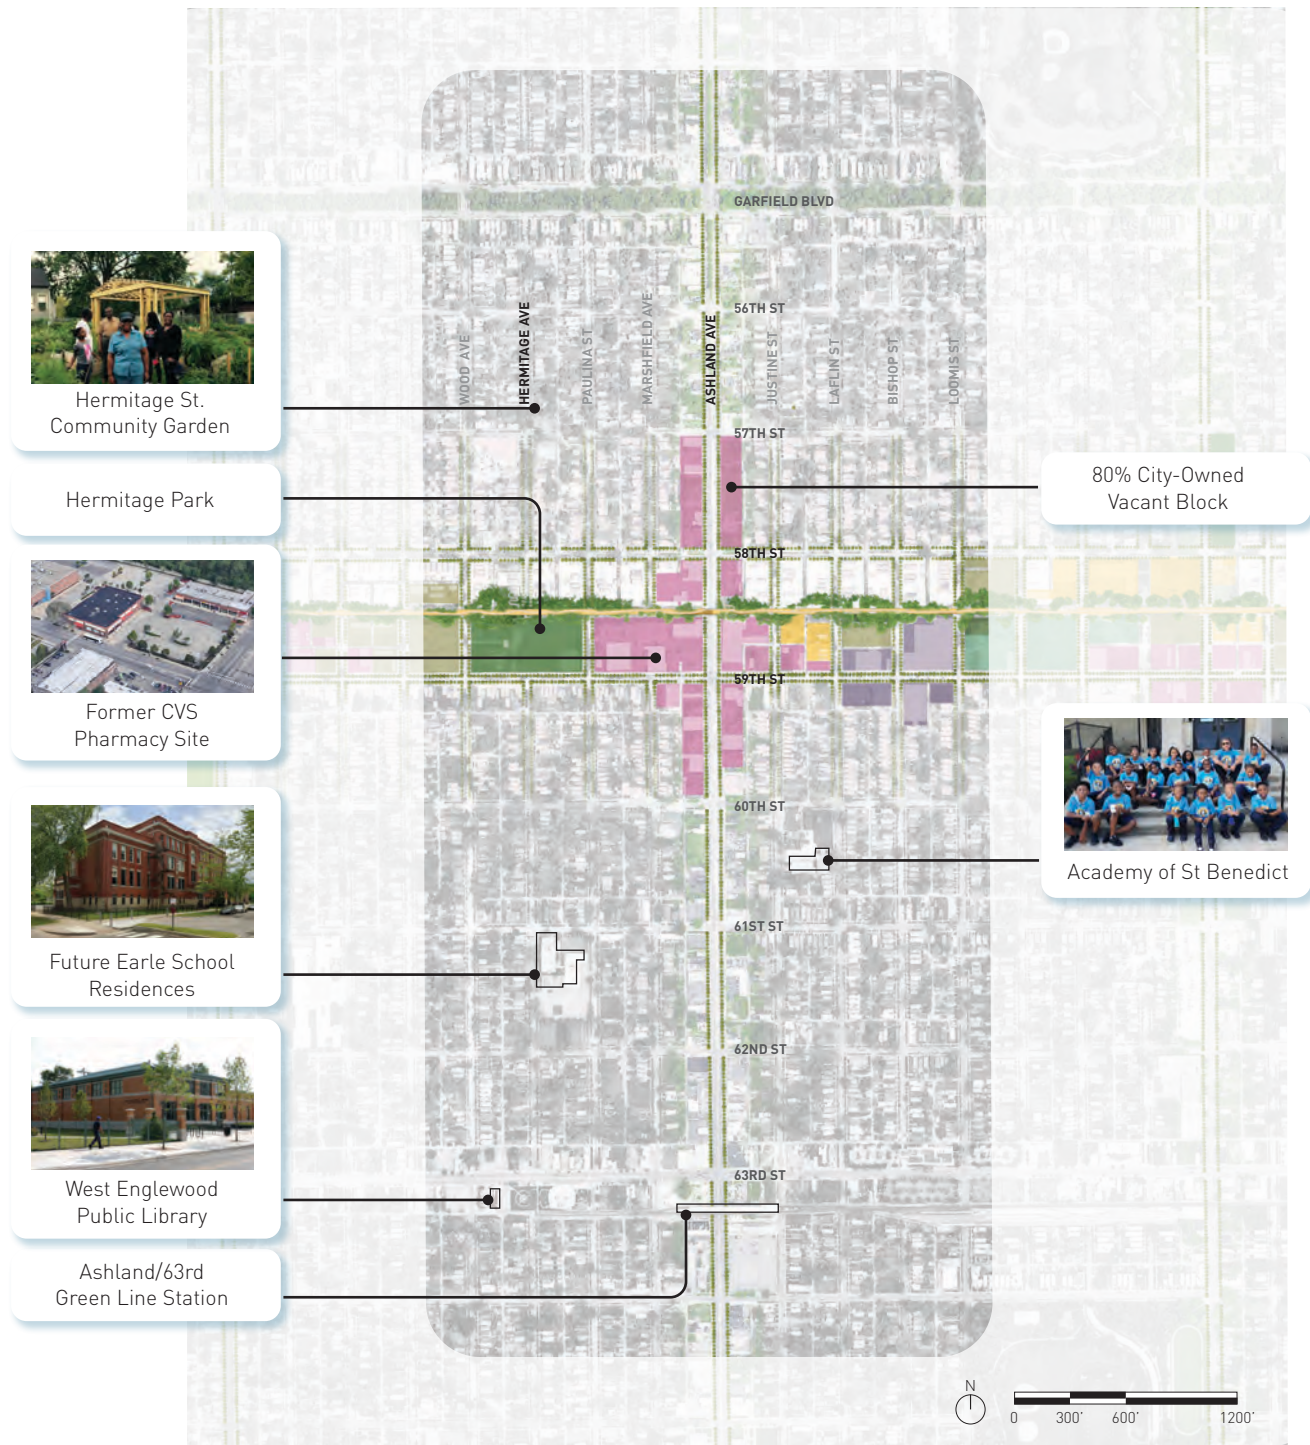 GARFIELD BLVD
56TH ST
WOOD AVE
HERMITAGE AVE
PAULINA ST
MARSHFIELD AVE
ASHLAND AVE
JUSTINE ST
LAFLIN ST
BISHOP ST
LOOMIS ST
57TH ST
58TH ST
59TH ST
60TH ST
61ST ST
62ND ST
63RD ST
Hermitage St.
Community Garden
Hermitage Park
Former CVS
Pharmacy Site
Future Earle School
Residences
West Englewood
Public Library
Ashland/63rd
Green Line Station
80% City-Owned
Vacant Block
Academy of St Benedict
N
0
300'
600'
1200'